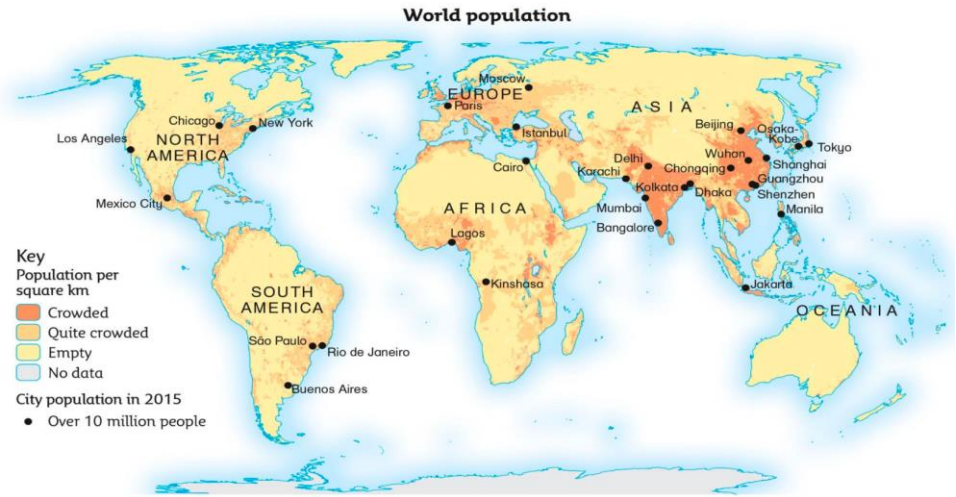 World population
Moscow
EUROPE
Paris
Istanbul
ASIA
Chicago
New York
Los Angeles
NORTH
AMERICA
Mexico City
Cairo
Beijing
Osaka-
Kobe
Tokyo
Wuhan
Delhi
Chongqing
Shanghai
Karachi
Guangzhou
Kolkata
Dhaka
Shenzhen
Mumbai
Manila
Bangalore
AFRICA
Lagos
Kinshasa
Jakarta
OCEANIA
SOUTH
AMERICA
São Paulo
Rio de Janeiro
Buenos Aires
Key
Population per
square km
Crowded
Quite crowded
Empty
No data
City population in 2015
Over 10 million people